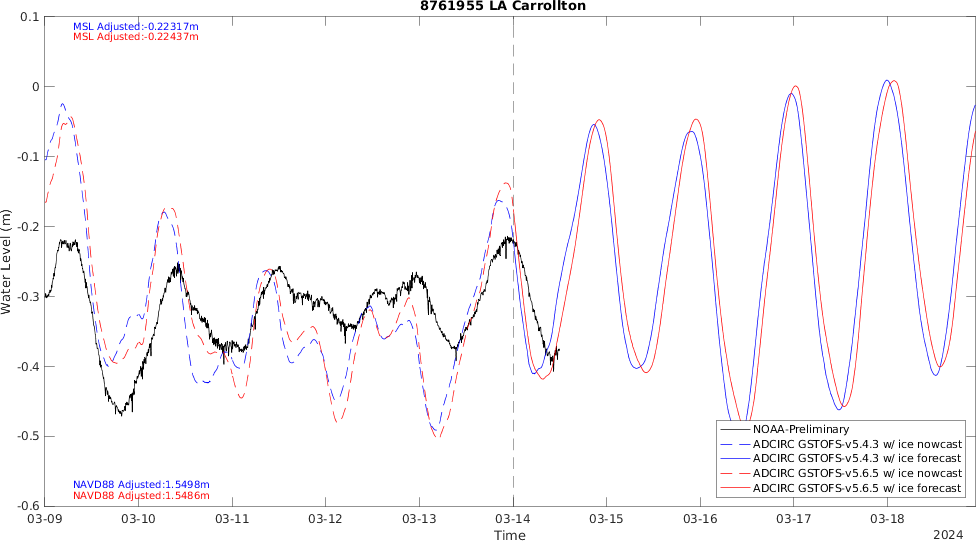 8761955 LA Carrollton
MSL Adjusted:-0.22317m
MSL Adjusted:-0.22437m
0.1
0
-0.1
-0.2
-0.3
-0.4
-0.5
-0.6
Water Level (m)
NOAA-Preliminary
ADCIRC GSTOFS-v5.4.3 w/ ice nowcast
ADCIRC GSTOFS-v5.4.3 w/ ice forecast
ADCIRC GSTOFS-v5.6.5 w/ ice nowcast
ADCIRC GSTOFS-v5.6.5 w/ ice forecast
NAVD88 Adjusted:1.5498m
NAVD88 Adjusted:1.5486m
03-09 03-10 03-11 03-12 03-13 03-14 03-15 03-16 03-17 03-18
Time
2024